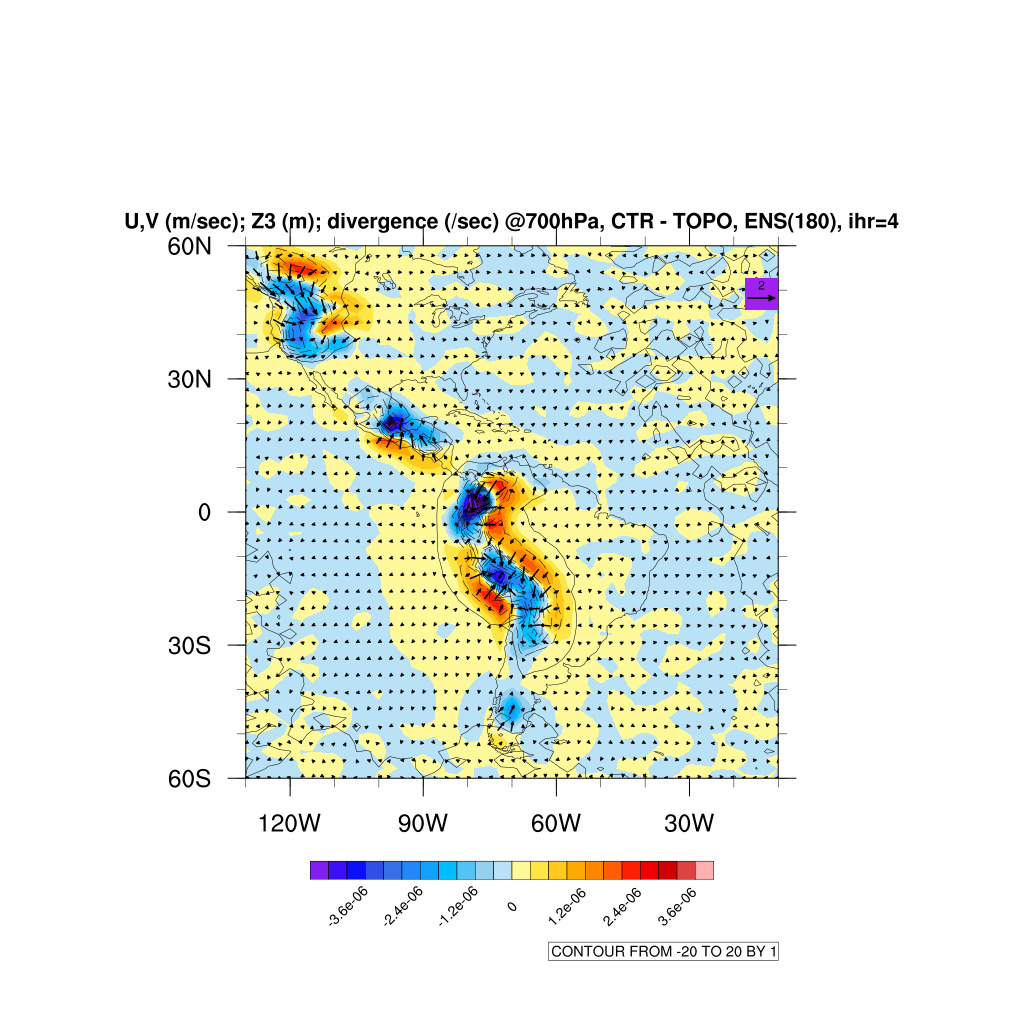 U,V (m/sec); Z3 (m); divergence (/sec) @700hPa, CTR - TOPO, ENS(180), ihr=4
60N
2
30N
0
30S
60S
120W 90W 60W 30W
-3.6e-06 -2.4e-06 -1.2e-06 0 1.2e-06 2.4e-06 3.6e-06
CONTOUR FROM -20 TO 20 BY 1